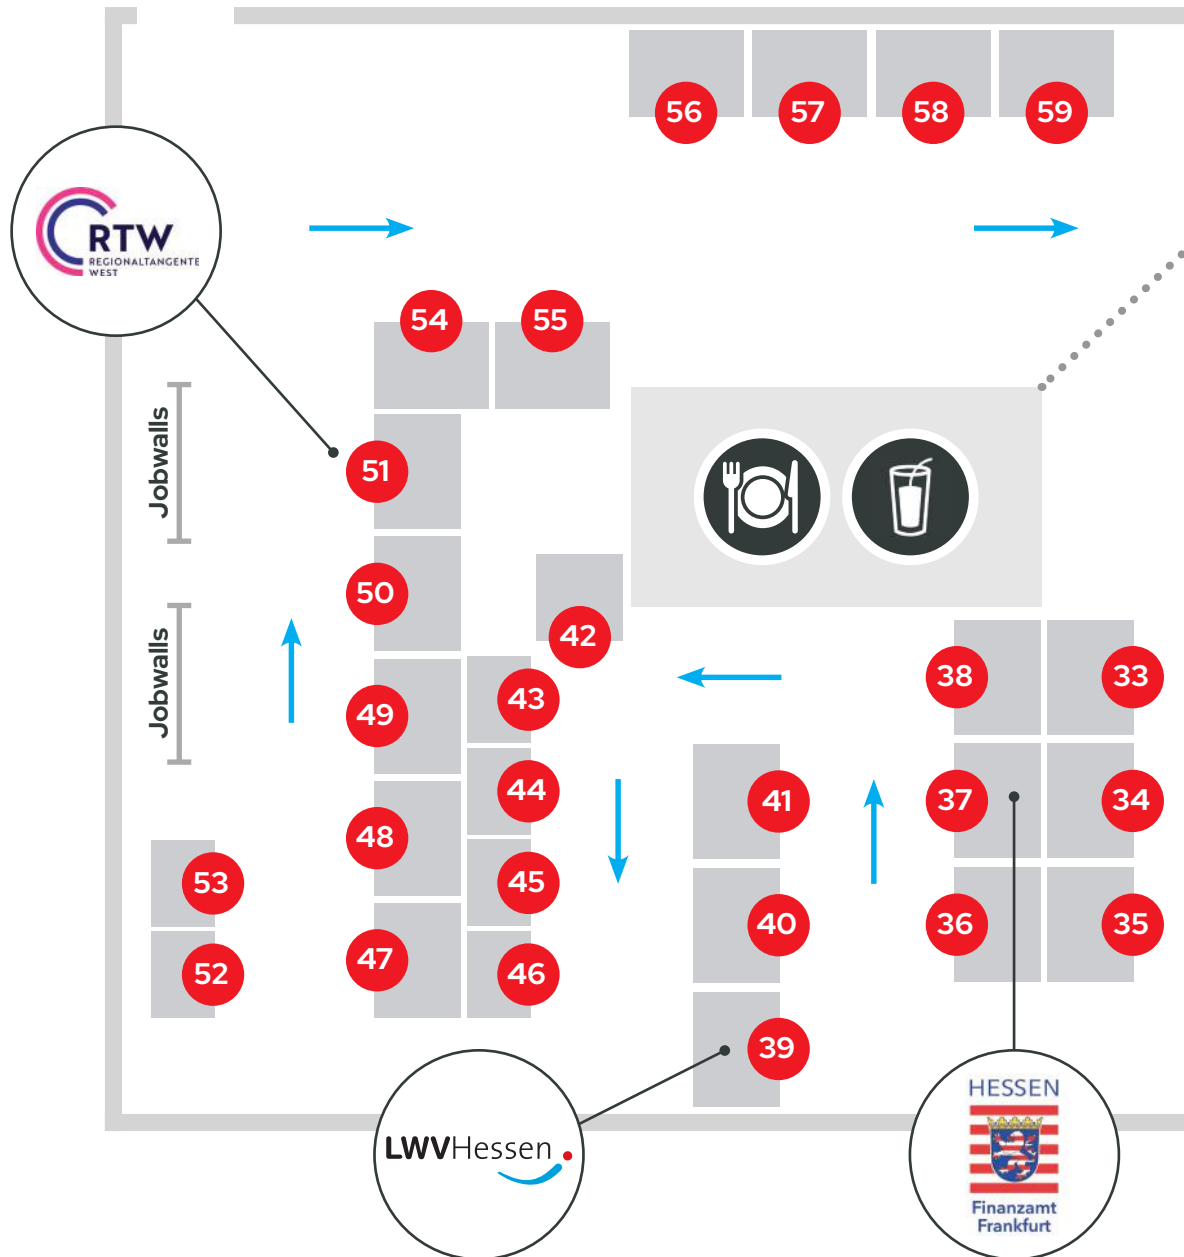 56 57 58 59
RTW
REGIONALTANGENTE
WEST
54 55
Jobwalls
51
50
42
Jobwalls
49 43
38 33
48 44
41
37 34
53 45
40
36 35
52 47 46
39
LWVHessen
HESSEN
Finanzamt
Frankfurt